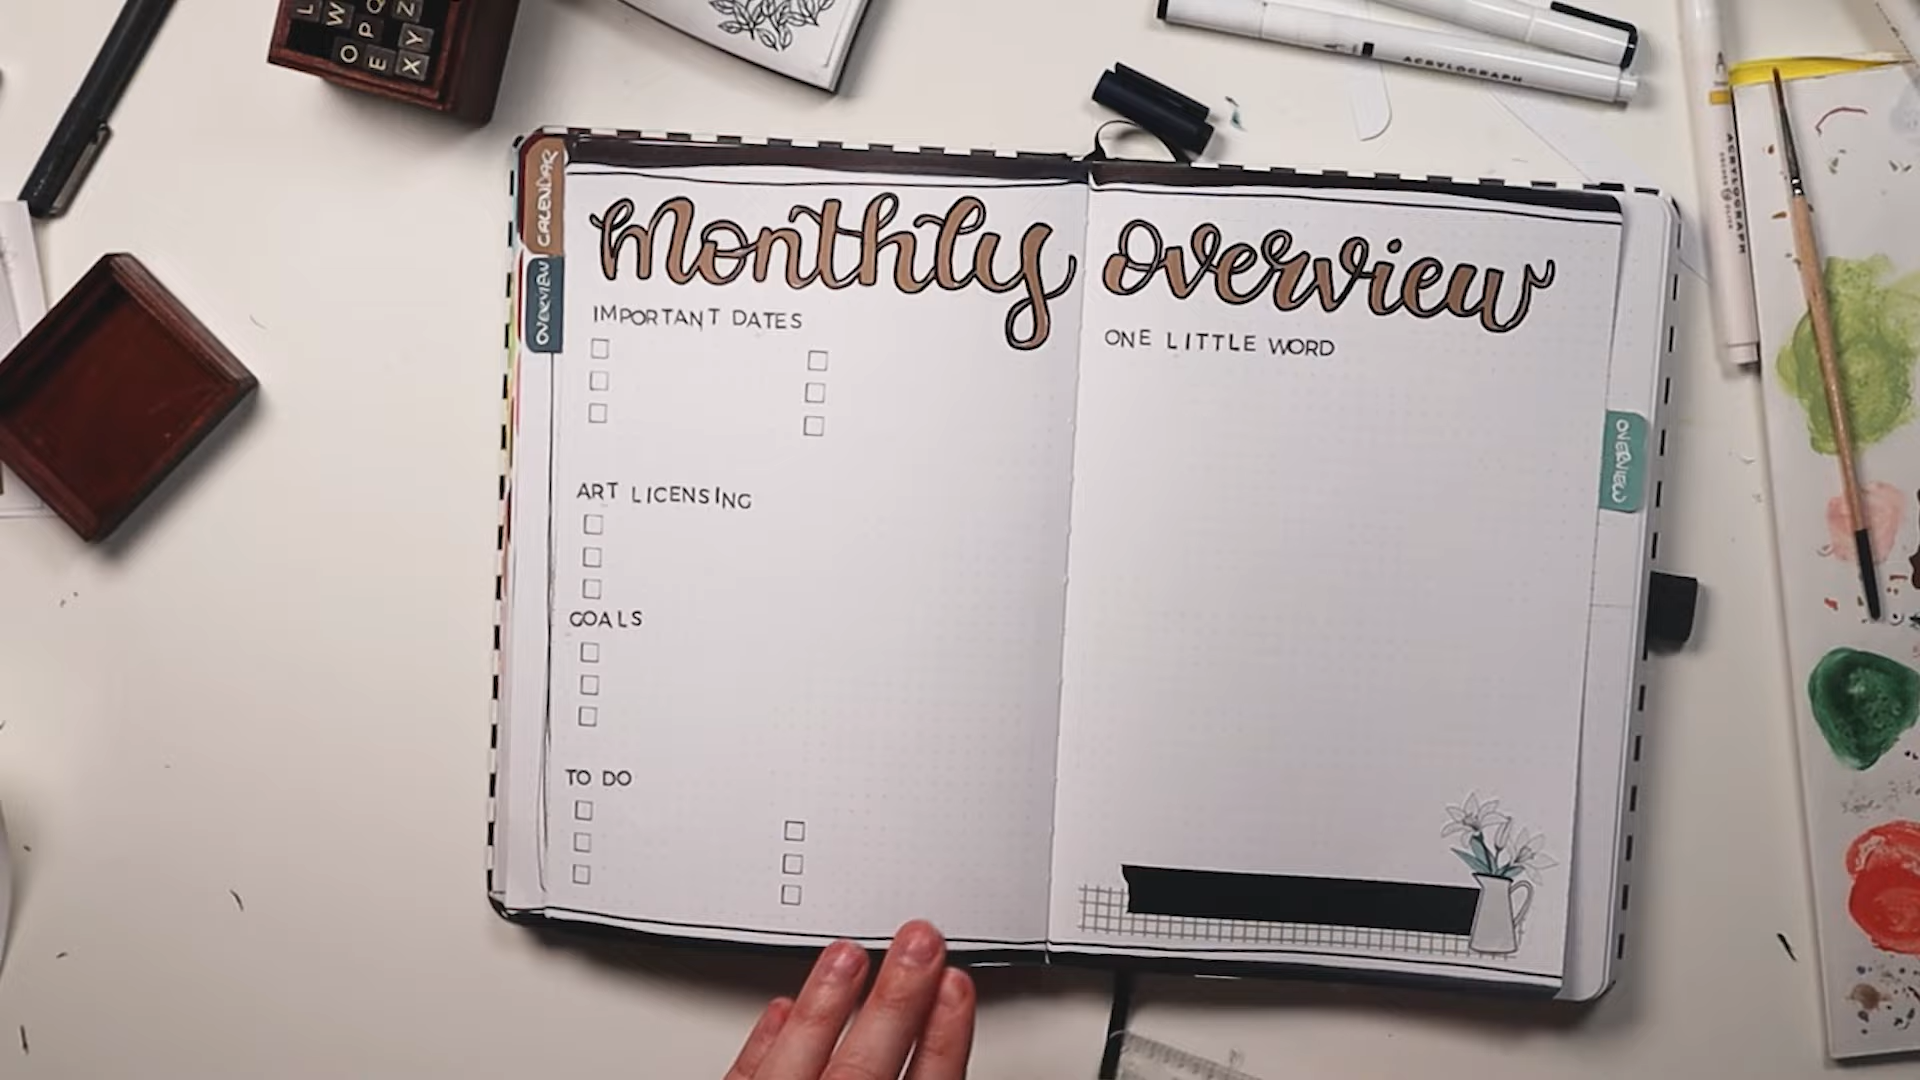 L W O P Q E Z Y X
ACRYLOGRAPH
ACRYLOGRAPH
CALENDAR
OVERVIEW
monthly overview
IMPORTANT DATES
ONE LITTLE WORD
ART LICENSING
GOALS
TO DO
OVERVIEW